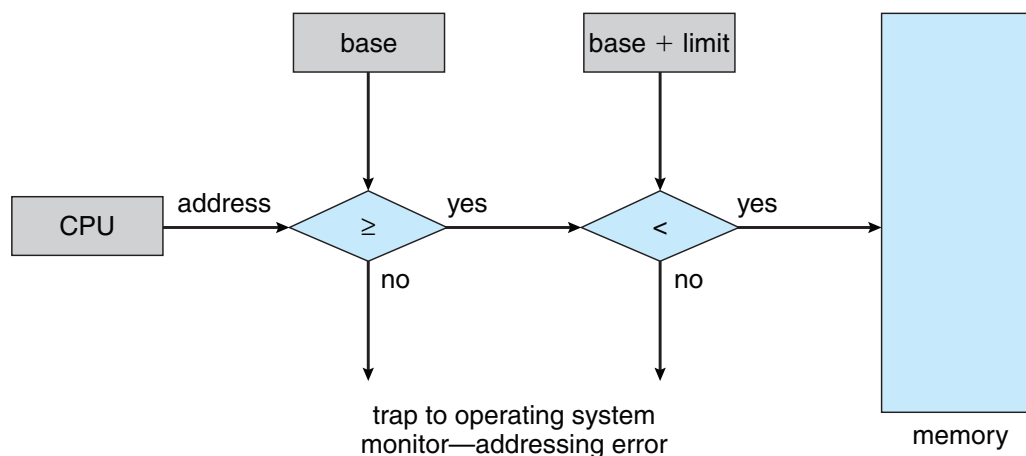 base
base + limit
CPU
address
≥
yes
<
yes
no
no
trap to operating system
monitor—addressing error
memory